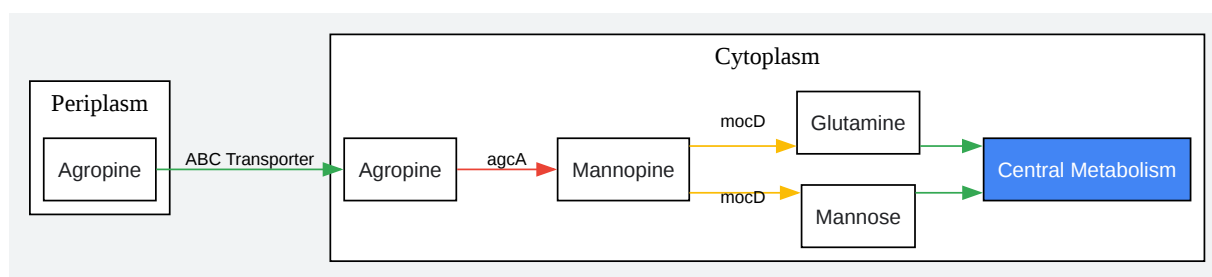 Periplasm
Agropine
ABC Transporter
Cytoplasm
Agropine
agcA
Mannopine
mocD
mocD
Glutamine
Mannose
Central Metabolism